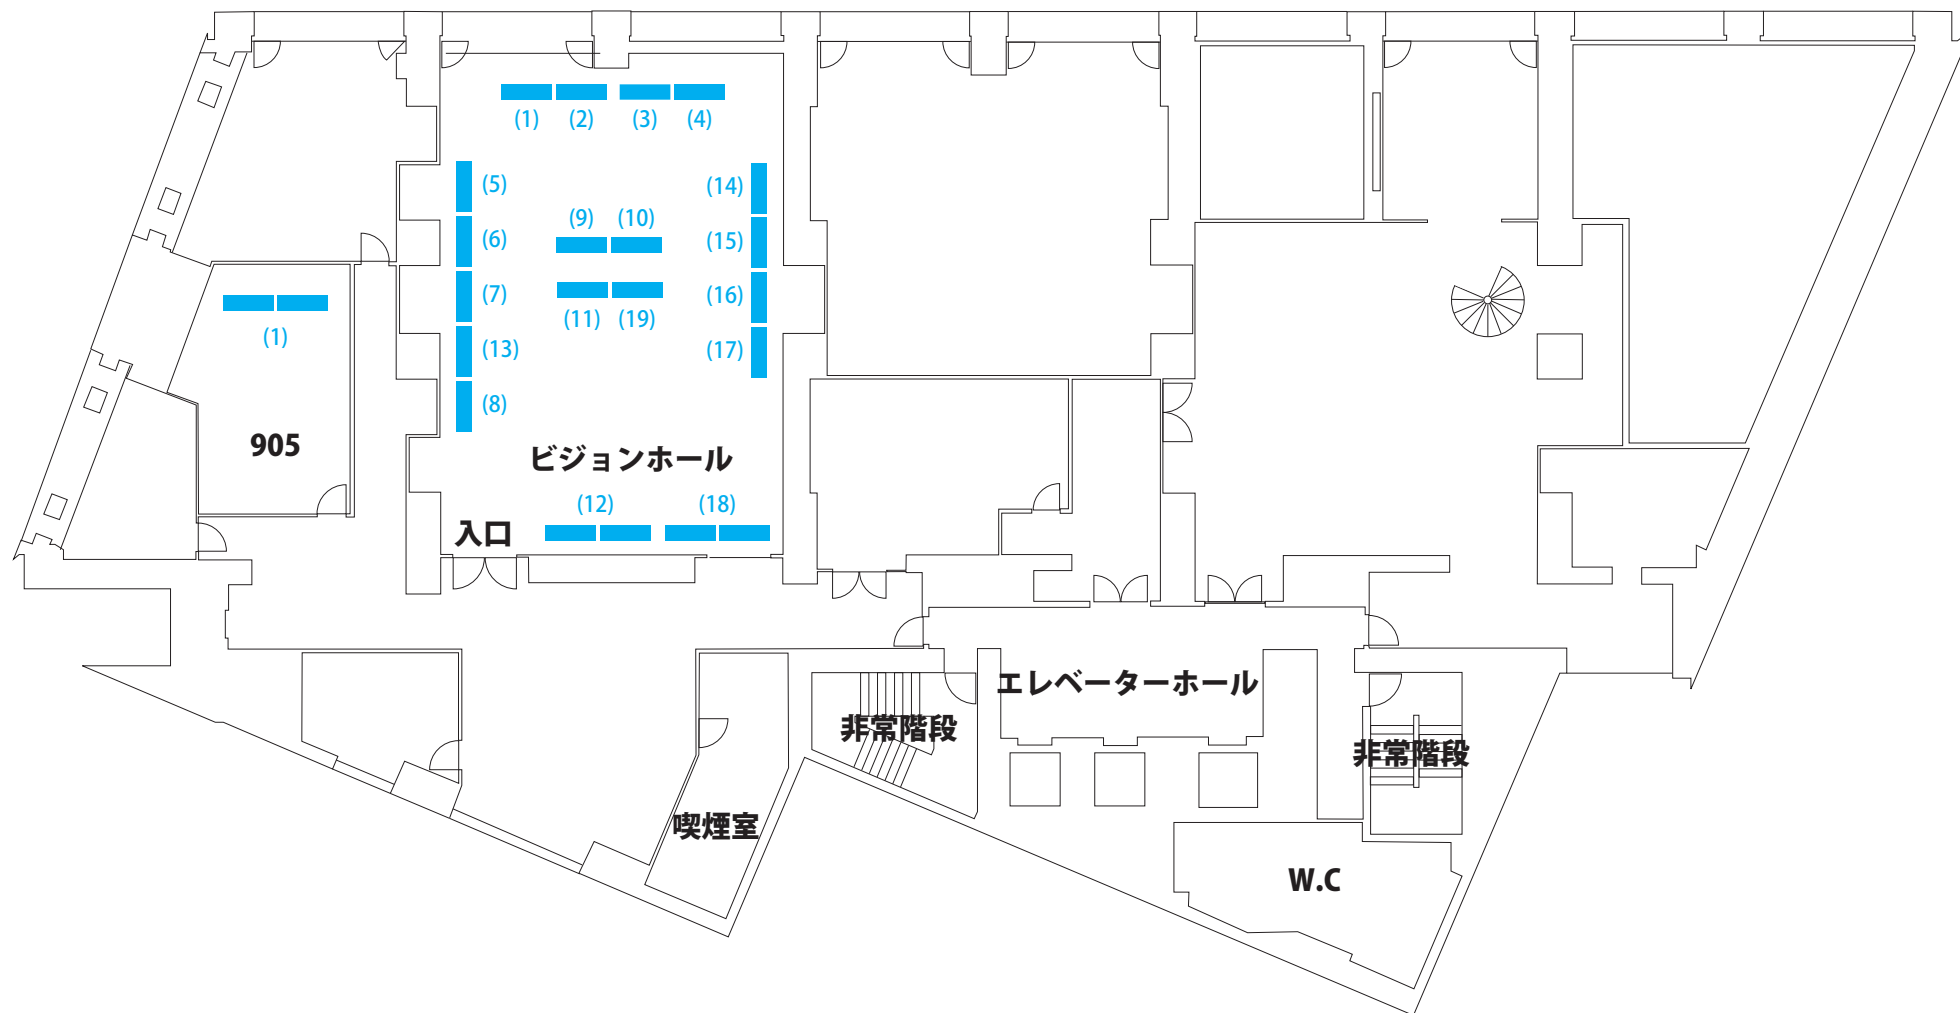 (1) (2) (3) (4)
(5) (14)
(9) (10)
(6) (15)
(7) (16)
(11) (19)
(1)
(13) (17)
(8)
905
ビジョンホール
(12) (18)
入口
エレベーターホール
非常階段
非常階段
喫煙室
W.C